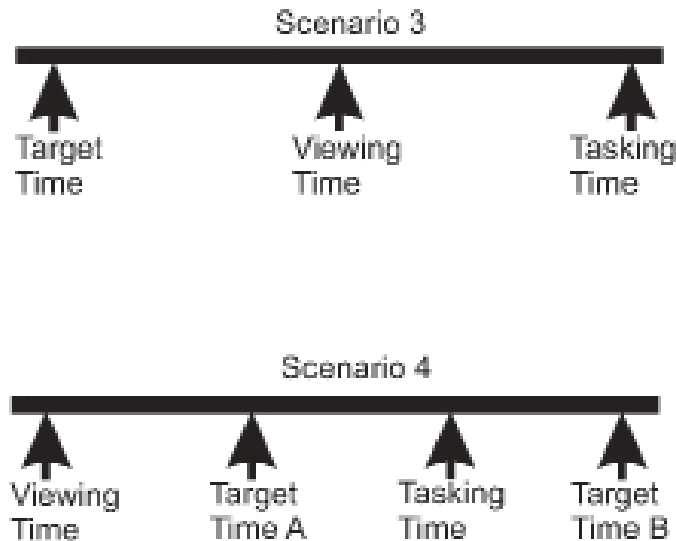 Scenario 3
Target Viewing Tasking
Time Time Time
Scenario 4
Viewing Target Tasking Target
Time Time A Time Time B